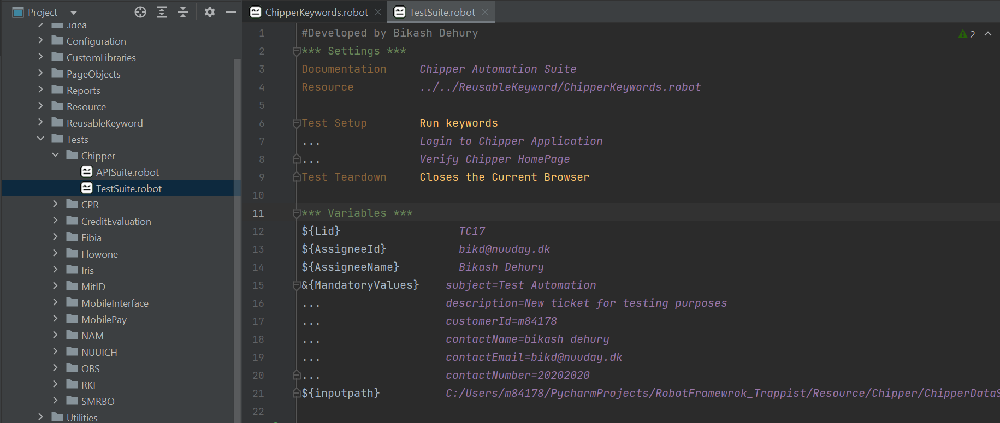 Project
.idea
Configuration
CustomLibraries
PageObjects
Reports
Resource
ReusableKeyword
Tests
Chipper
APISuite.robot
TestSuite.robot
CPR
CreditEvaluation
Fibia
Flowone
Iris
MitID
MobileInterface
MobilePay
NAM
NUUICH
OBS
RKI
SMRBO
Utilities
ChipperKeywords.robot TestSuite.robot
2
1 #Developed by Bikash Dehury
2 *** Settings ***
3 Documentation Chipper Automation Suite
4 Resource ../../ReusableKeyword/ChipperKeywords.robot
5
6 Test Setup Run keywords
7 ... Login to Chipper Application
8 ... Verify Chipper HomePage
9 Test Teardown Closes the Current Browser
10
11 *** Variables ***
12 ${Lid} TC17
13 ${AssigneeId} bikd@nuuday.dk
14 ${AssigneeName} Bikash Dehury
15 &{MandatoryValues} subject=Test Automation
16 ... description=New ticket for testing purposes
17 ... customerId=m84178
18 ... contactName=bikash dehury
19 ... contactEmail=bikd@nuuday.dk
20 ... contactNumber=20202020
21 ${inputpath} C:/Users/m84178/PycharmProjects/RobotFramewrok_Trappist/Resource/Chipper/ChipperDataS
22